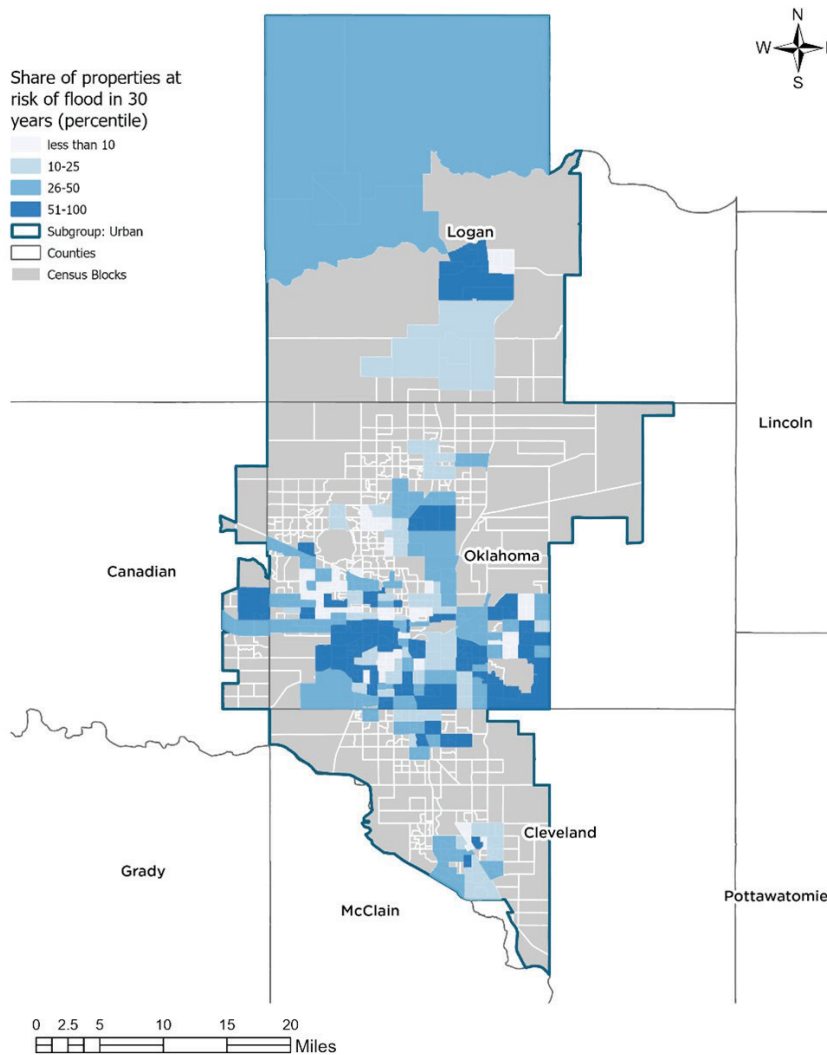 N
W
S
Share of properties at
risk of flood in 30
years (percentile)
less than 10
10-25
26-50
51-100
Subgroup: Urban
Counties
Census Blocks
Logan
Lincoln
Oklahoma
Canadian
Cleveland
Grady
McClain
Pottawatomie
0 2.5 5 10 15 20
Miles